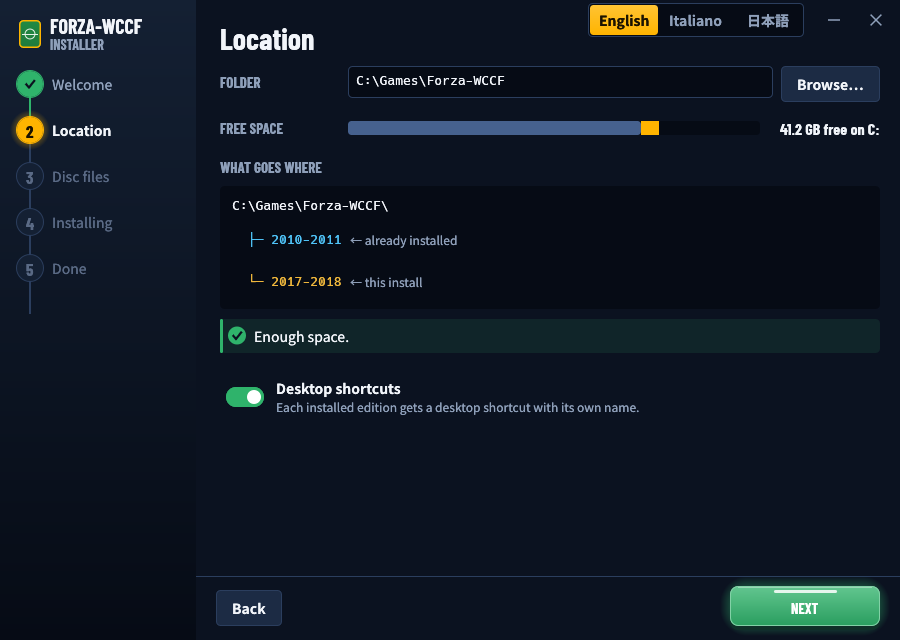 FORZA-WCCF
INSTALLER
English Italiano 日本語
Welcome
2 Location
3 Disc files
4 Installing
5 Done
Location
FOLDER C:\Games\Forza-WCCF Browse...
FREE SPACE 41.2 GB free on C:
WHAT GOES WHERE
C:\Games\Forza-WCCF\
├─ 2010-2011 ← already installed
└─ 2017-2018 ← this install
Enough space.
Desktop shortcuts
Each installed edition gets a desktop shortcut with its own name.
Back NEXT